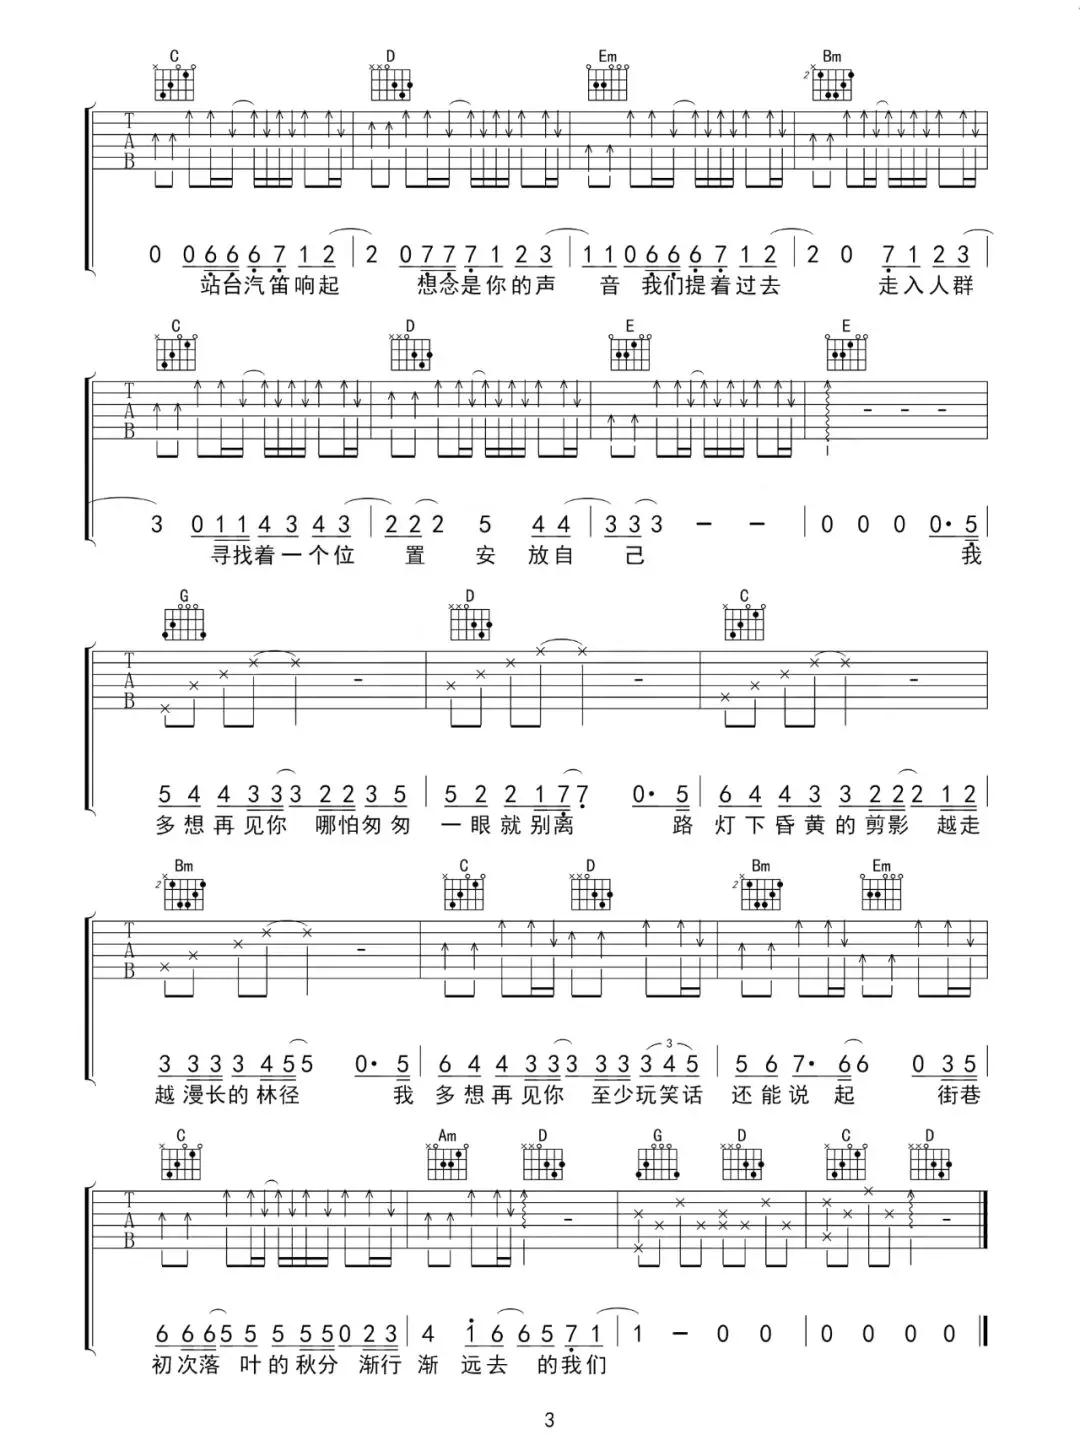 C D Em Bm
2
T
A
B
0 0 6 6 6 7 1 2 | 2 0 7 7 7 1 2 3 | 1 1 0 6 6 6 7 1 2 | 2 0 7 1 2 3
站台汽笛响起 想念是你的声 音 我们提着过去 走入人群
C D E E
T
A
B
3 0 1 1 4 3 4 3 | 2 2 2 5 4 4 | 3 3 3 – – | 0 0 0 0· 5 |
寻找着一个位 置 安 放自 己 我
G D C
T
A
B
5 4 4 3 3 3 2 2 3 5 | 5 2 2 1 7 7 0· 5 | 6 4 4 3 3 2 2 2 1 2 |
多想再见你 哪怕匆匆 一眼就别离 路 灯下昏黄的剪影 越走
Bm C D Bm Em
2 2
T
A
B
3 3 3 3 3 4 5 5 0· 5 | 6 4 4 3 3 3 3 3 3 4 5 | 5 6 7· 6 6 0 3 5 |
3
越漫长的林径 我 多想再见你 至少玩笑话 还能说起 街巷
C Am D G D C D
T
A
B
6 6 6 5 5 5 5 5 0 2 3 | 4 1 6 6 5 7 1 | 1 – 0 0 | 0 0 0 0
初次落 叶的秋分 渐行 渐 远去 的我们
3